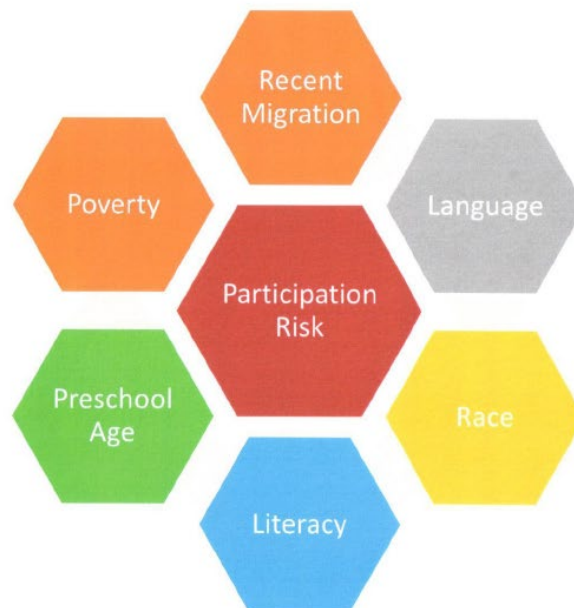 Recent
Migration
Poverty
Language
Participation
Risk
Preschool
Age
Race
Literacy